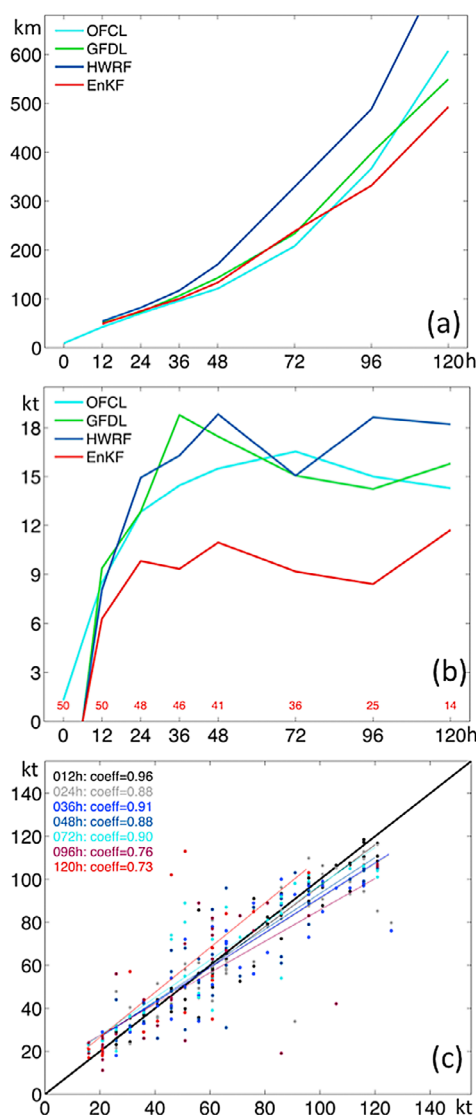 km
600
500
400
300
200
100
0
OFCL
GFDL
HWRF
EnKF
(a)
0 12 24 36 48 72 96 120h
kt
18
15
12
9
6
3
0
OFCL
GFDL
HWRF
EnKF
(b)
50 50 48 46 41 36 25 14
0 12 24 36 48 72 96 120h
kt
140
120
100
80
60
40
20
0
012h: coeff=0.96
024h: coeff=0.88
036h: coeff=0.91
048h: coeff=0.88
072h: coeff=0.90
096h: coeff=0.76
120h: coeff=0.73
(c)
0 20 40 60 80 100 120 140 kt